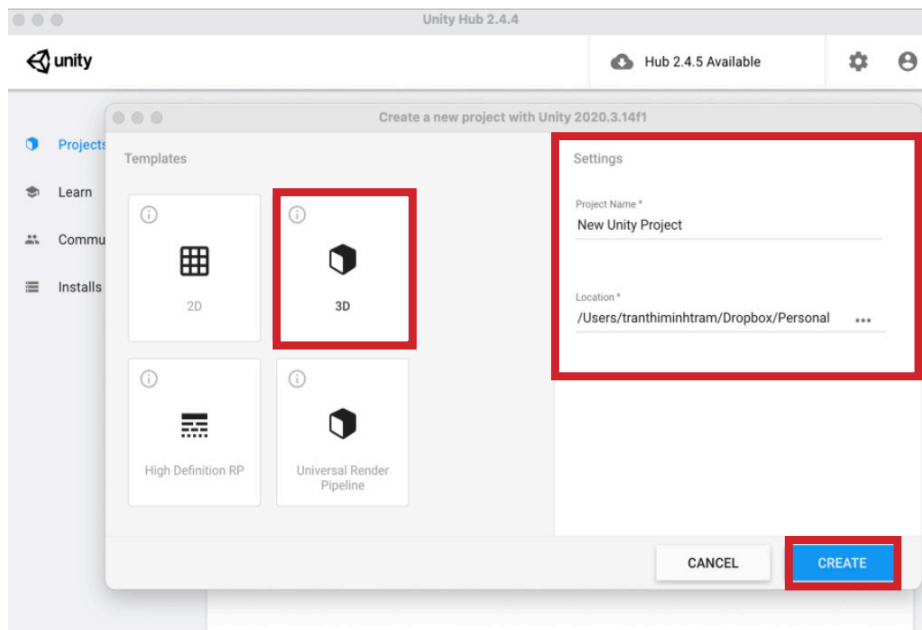 Unity Hub 2.4.4
unity
Hub 2.4.5 Available
Create a new project with Unity 2020.3.14f1
Projects
Learn
Commu
Installs
Templates
2D
3D
High Definition RP
Universal Render
Pipeline
Settings
Project Name *
New Unity Project
Location *
/Users/tranthiminhtram/Dropbox/Personal
CANCEL
CREATE